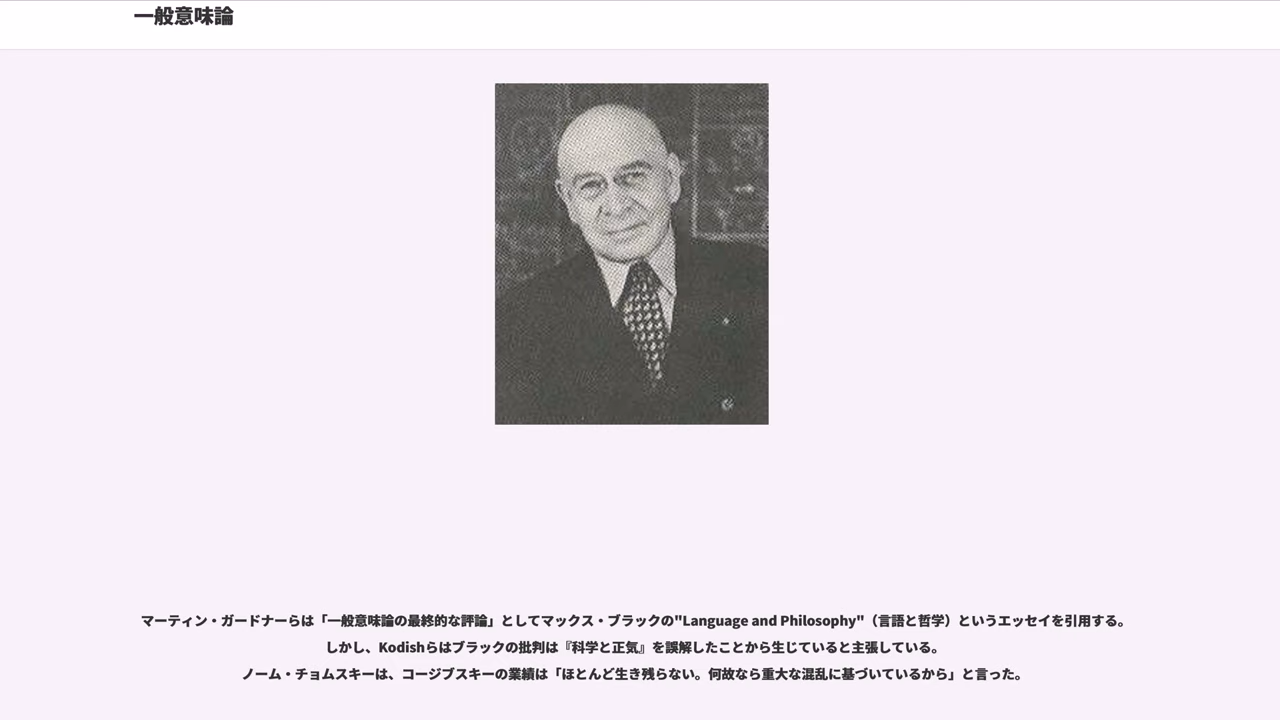 一般意味論
マーティン・ガードナーらは「一般意味論の最終的な評論」としてマックス・ブラックの"Language and Philosophy"（言語と哲学）というエッセイを引用する。
しかし、Kodishらはブラックの批判は『科学と正気』を誤解したことから生じていると主張している。
ノーム・チョムスキーは、コージブスキーの業績は「ほとんど生き残らない。何故なら重大な混乱に基づいているから」と言った。